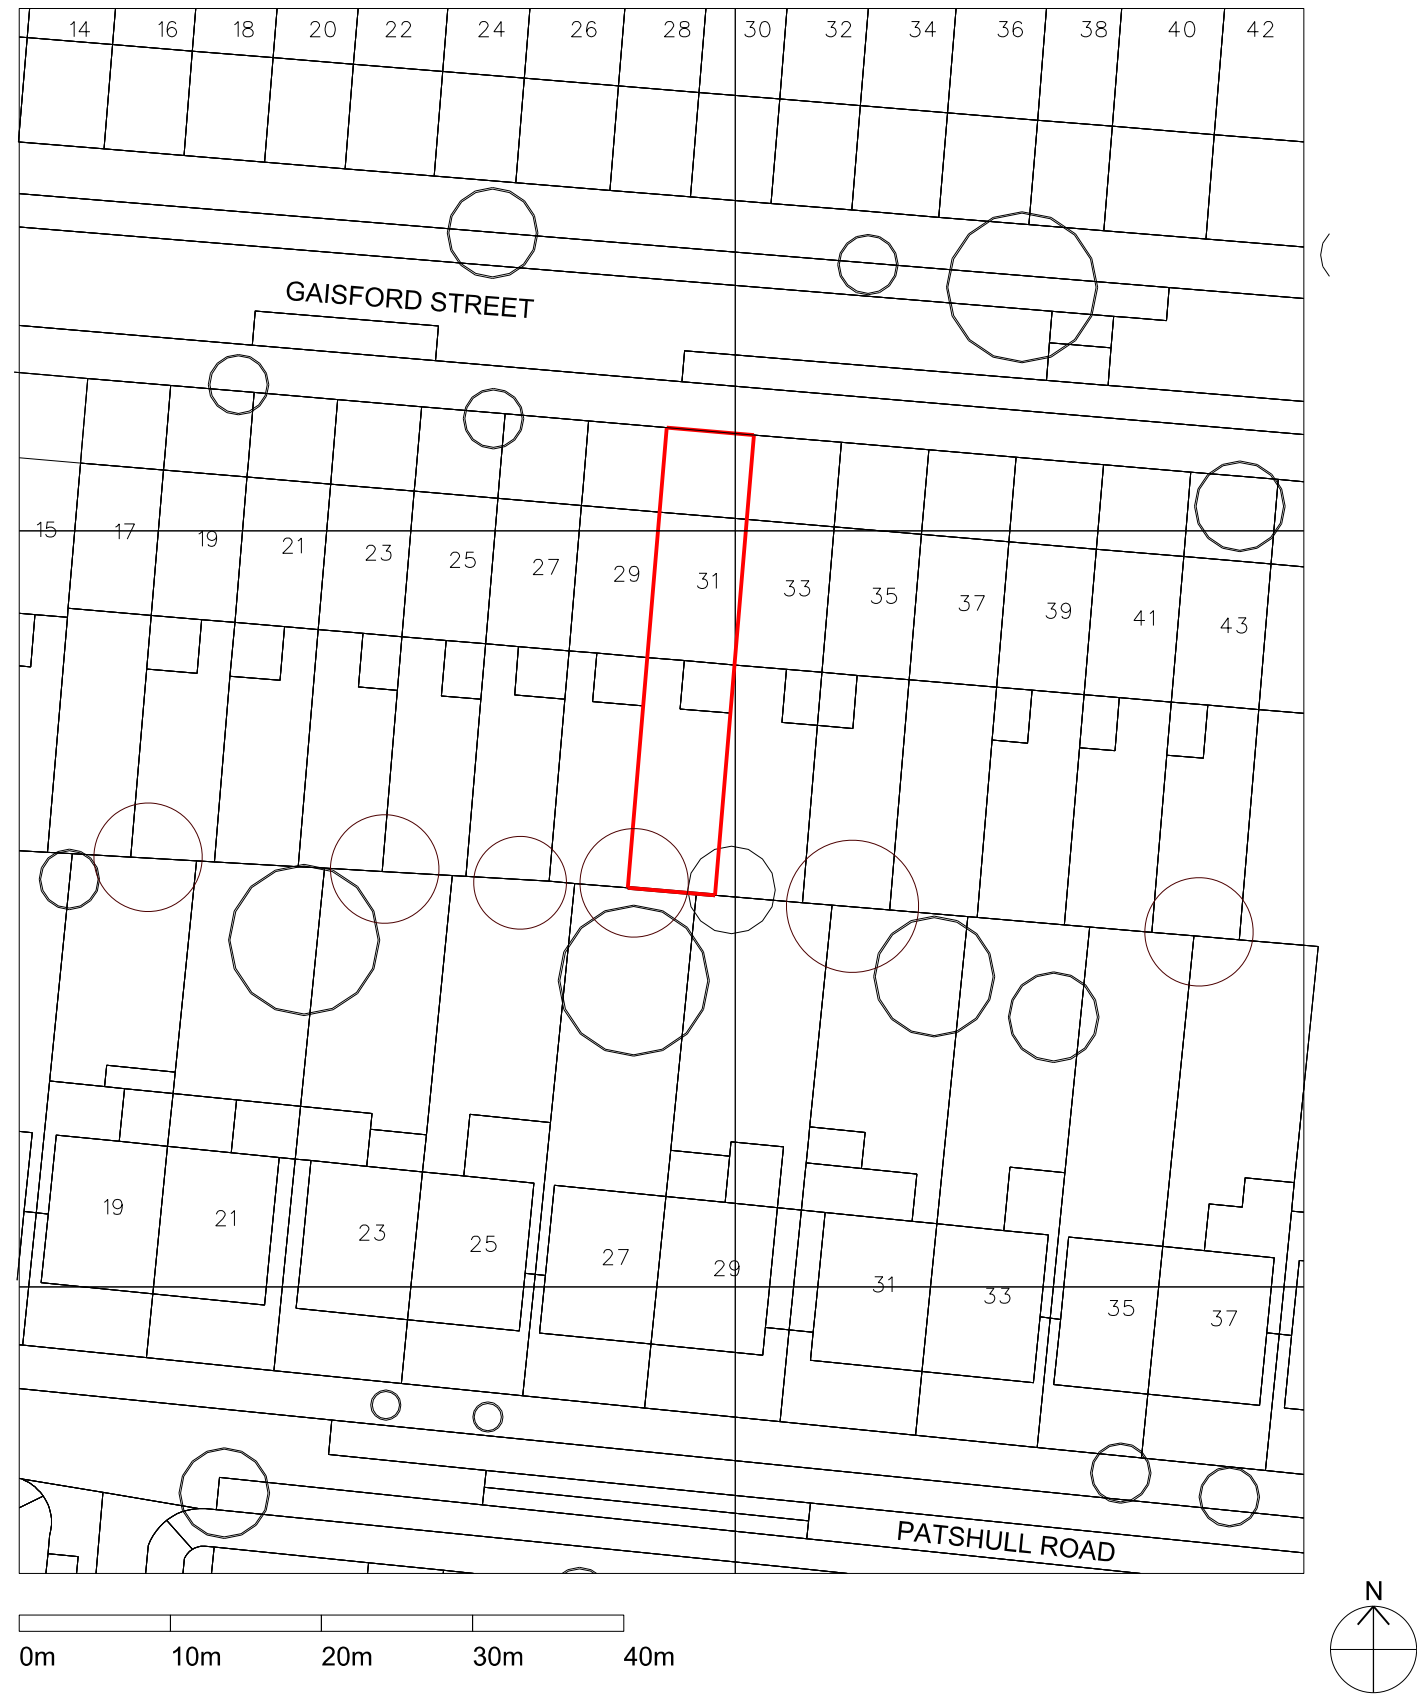 14 16 18 20 22 24 26 28 30 32 34 36 38 40 42
GAISFORD STREET
15 17 19 21 23 25 27 29 31 33 35 37 39 41 43
19 21 23 25 27 29 31 33 35 37
PATSHULL ROAD
N
0m 10m 20m 30m 40m